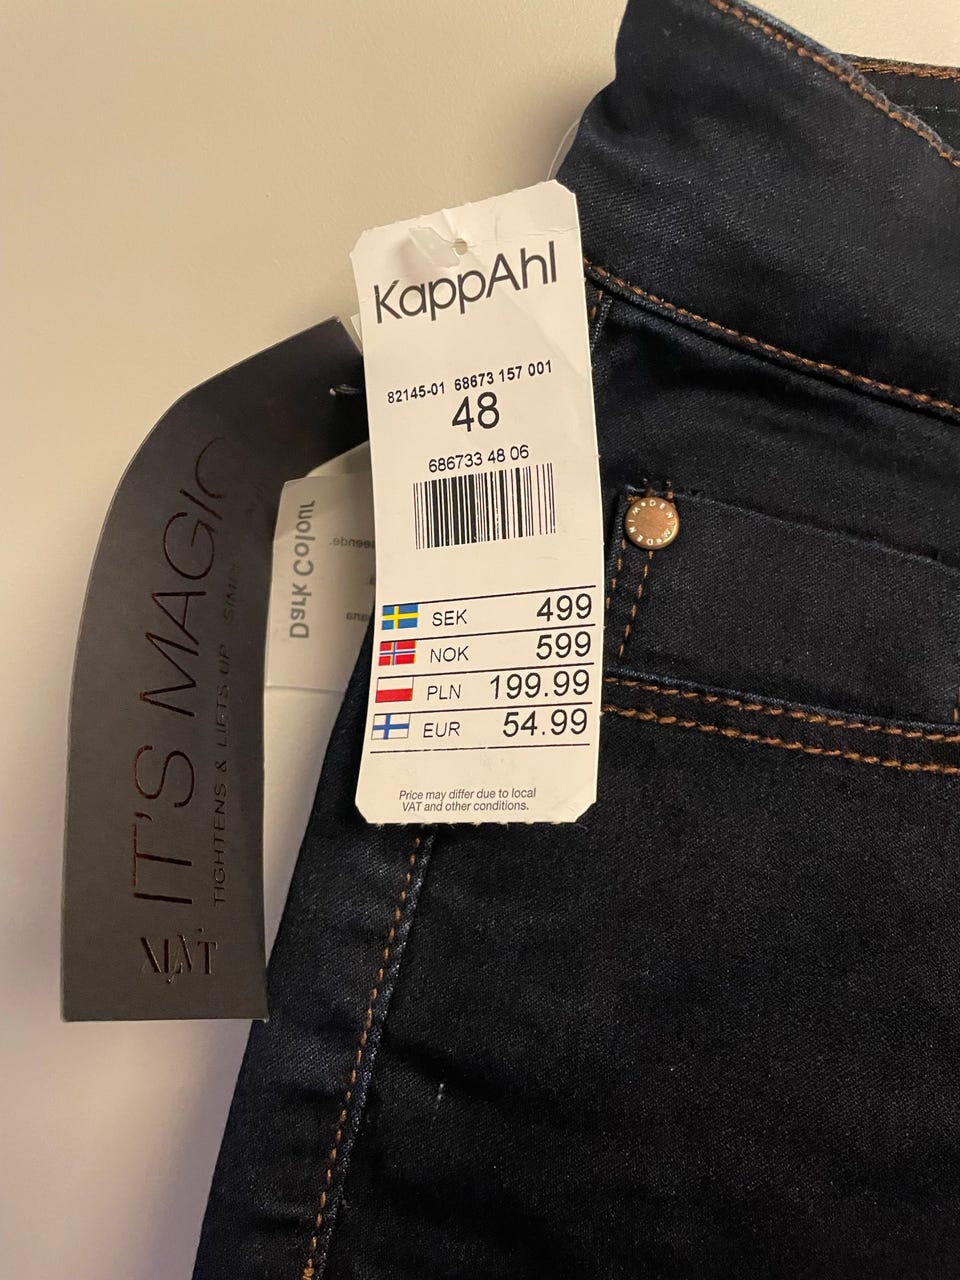 KappAhl
82145-01 68673 157 001
48
686733 48 06
SEK 499
NOK 599
PLN 199.99
EUR 54.99
Price may differ due to local
VAT and other conditions.
IT'S MAGIC
TIGHTENS & LIFTS UP
XLNT
Dark Colour
DENIM DENIM